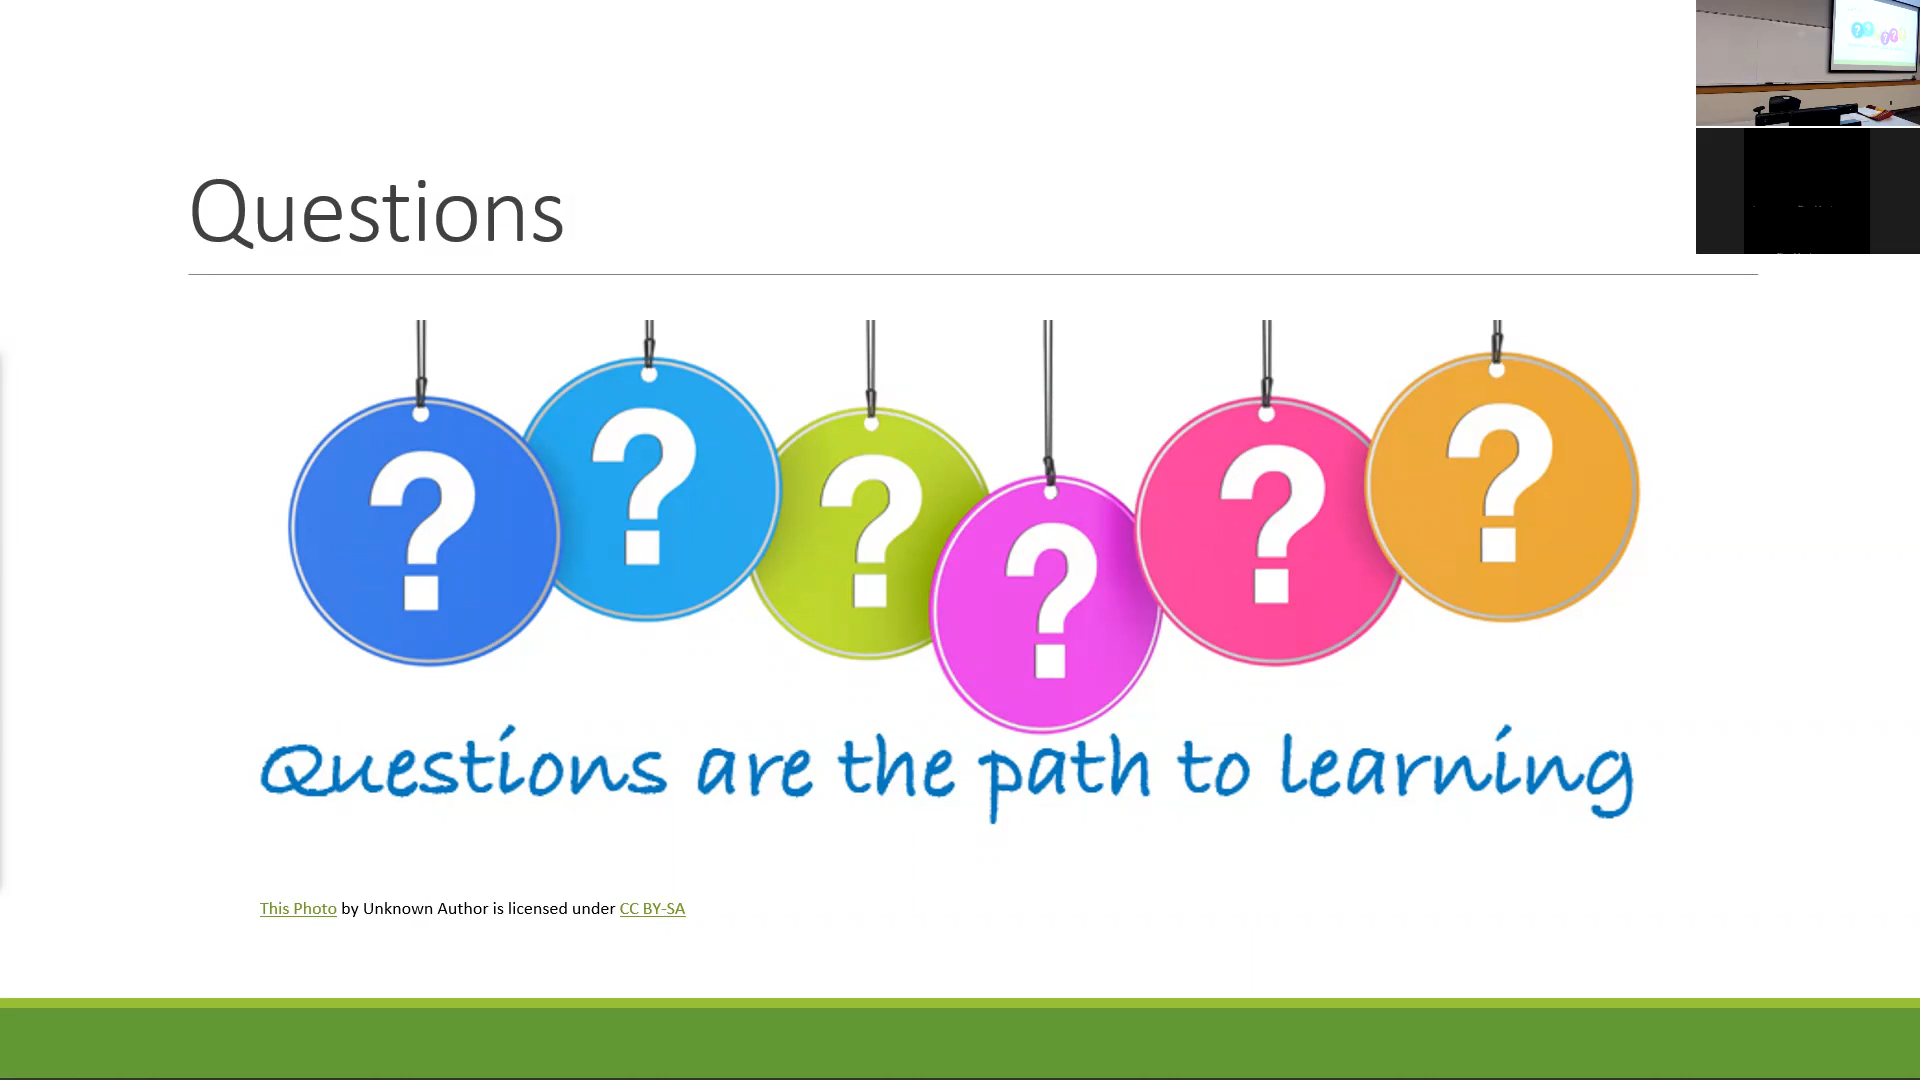 Questions
? ? ? ? ? ?
Questions are the path to learning
This Photo by Unknown Author is licensed under CC BY-SA